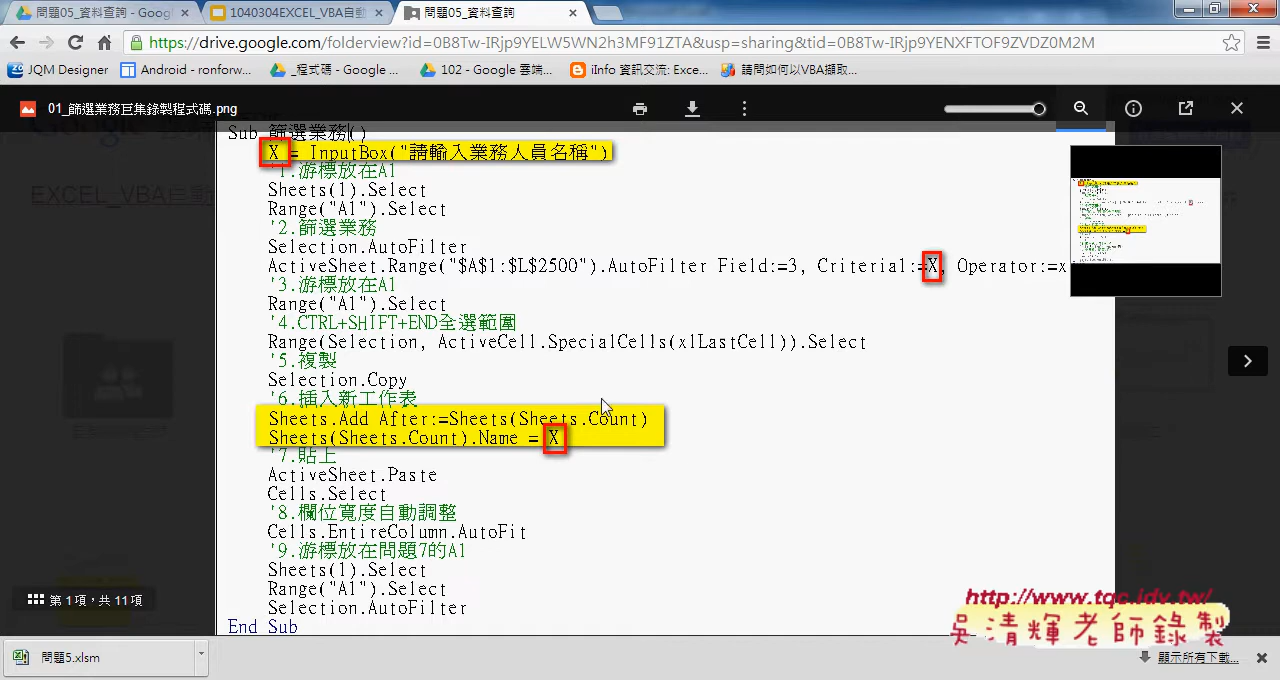 問題05_資料查詢 - Goog
1040304EXCEL_VBA自動
問題05_資料查詢
https://drive.google.com/folderview?id=0B8Tw-IRjp9YELW5WN2h3MF91ZTA&usp=sharing&tid=0B8Tw-IRjp9YENXFTOF9ZVDZ0M2M
JQM Designer
Android - ronforw...
_程式碼 - Google ...
102 - Google 雲端...
iInfo 資訊交流: Exce...
請問如何以VBA擷取...
01_篩選業務巨集錄製程式碼.png
EXCEL_VBA自動
Sub 篩選業務()
X = InputBox("請輸入業務人員名稱")
'1.游標放在A1
Sheets(1).Select
Range("A1").Select
'2.篩選業務
Selection.AutoFilter
ActiveSheet.Range("$A$1:$L$2500").AutoFilter Field:=3, Criteria1:=X, Operator:=x
'3.游標放在A1
Range("A1").Select
'4.CTRL+SHIFT+END全選範圍
Range(Selection, ActiveCell.SpecialCells(xlLastCell)).Select
'5.複製
Selection.Copy
'6.插入新工作表
Sheets.Add After:=Sheets(Sheets.Count)
Sheets(Sheets.Count).Name = X
'7.貼上
ActiveSheet.Paste
Cells.Select
'8.欄位寬度自動調整
Cells.EntireColumn.AutoFit
'9.游標放在問題7的A1
Sheets(1).Select
Range("A1").Select
Selection.AutoFilter
End Sub
第 1 項，共 11 項
http://www.tqc.idv.tw/
吳清輝老師錄製
問題5.xlsm
顯示所有下載...